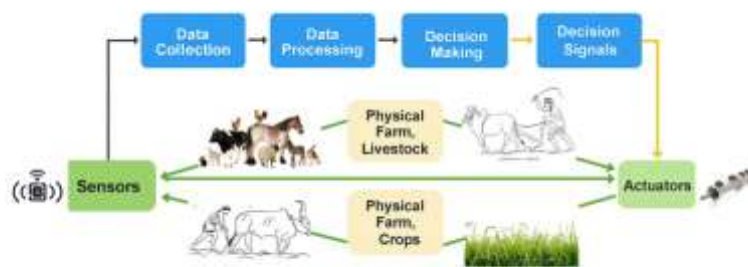 Data
Collection
Data
Processing
Decision
Making
Decision
Signals
Physical
Farm,
Livestock
Sensors
Actuators
Physical
Farm,
Crops